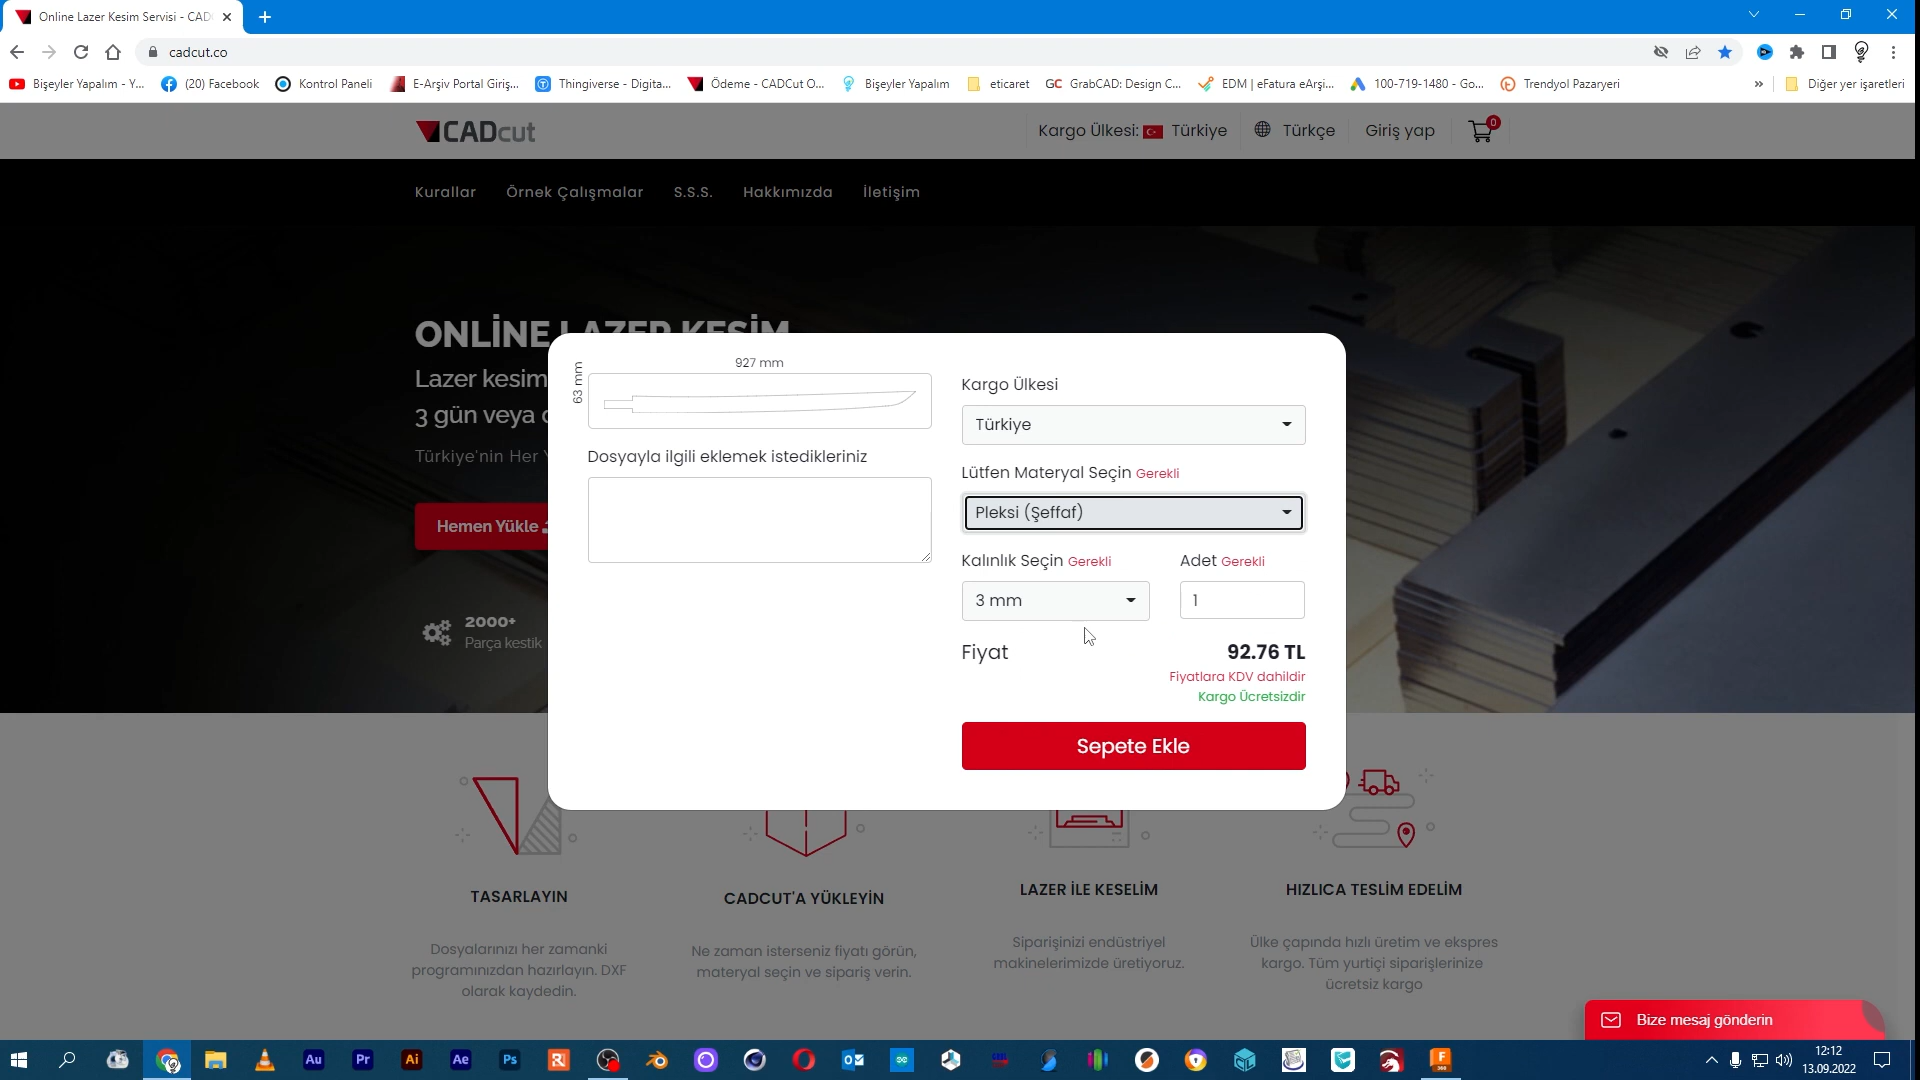 Online Lazer Kesim Servisi - CAD
cadcut.co
Bişeyler Yapalım - Y...
(20) Facebook
Kontrol Paneli
E-Arşiv Portal Giriş...
Thingiverse - Digita...
Ödeme - CADCut O...
Bişeyler Yapalım
eticaret
GC GrabCAD: Design C...
EDM | eFatura eArşi...
100-719-1480 - Go...
Trendyol Pazaryeri
»
Diğer yer işaretleri
CADcut
Kargo Ülkesi: Türkiye
Türkçe
Giriş yap
0
Kurallar
Örnek Çalışmalar
S.S.S.
Hakkımızda
İletişim
ONLİNE LAZER KESİM
Lazer kesim
3 gün veya
Türkiye'nin Her
Hemen Yükle
2000+
Parça kestik
927 mm
63 mm
Dosyayla ilgili eklemek istedikleriniz
Kargo Ülkesi
Türkiye
Lütfen Materyal Seçin Gerekli
Pleksi (Şeffaf)
Kalınlık Seçin Gerekli
Adet Gerekli
3 mm
1
Fiyat
92.76 TL
Fiyatlara KDV dahildir
Kargo Ücretsizdir
Sepete Ekle
TASARLAYIN
Dosyalarınızı her zamanki
programınızdan hazırlayın. DXF
olarak kaydedin.
CADCUT'A YÜKLEYİN
Ne zaman isterseniz fiyatı görün,
materyal seçin ve sipariş verin.
LAZER İLE KESELİM
Siparişinizi endüstriyel
makinelerimizde üretiyoruz.
HIZLICA TESLİM EDELİM
Ülke çapında hızlı üretim ve ekspres
kargo. Tüm yurtiçi siparişlerinize
ücretsiz kargo
Bize mesaj gönderin
Au
Pr
Ai
Ae
Ps
12:12
13.09.2022